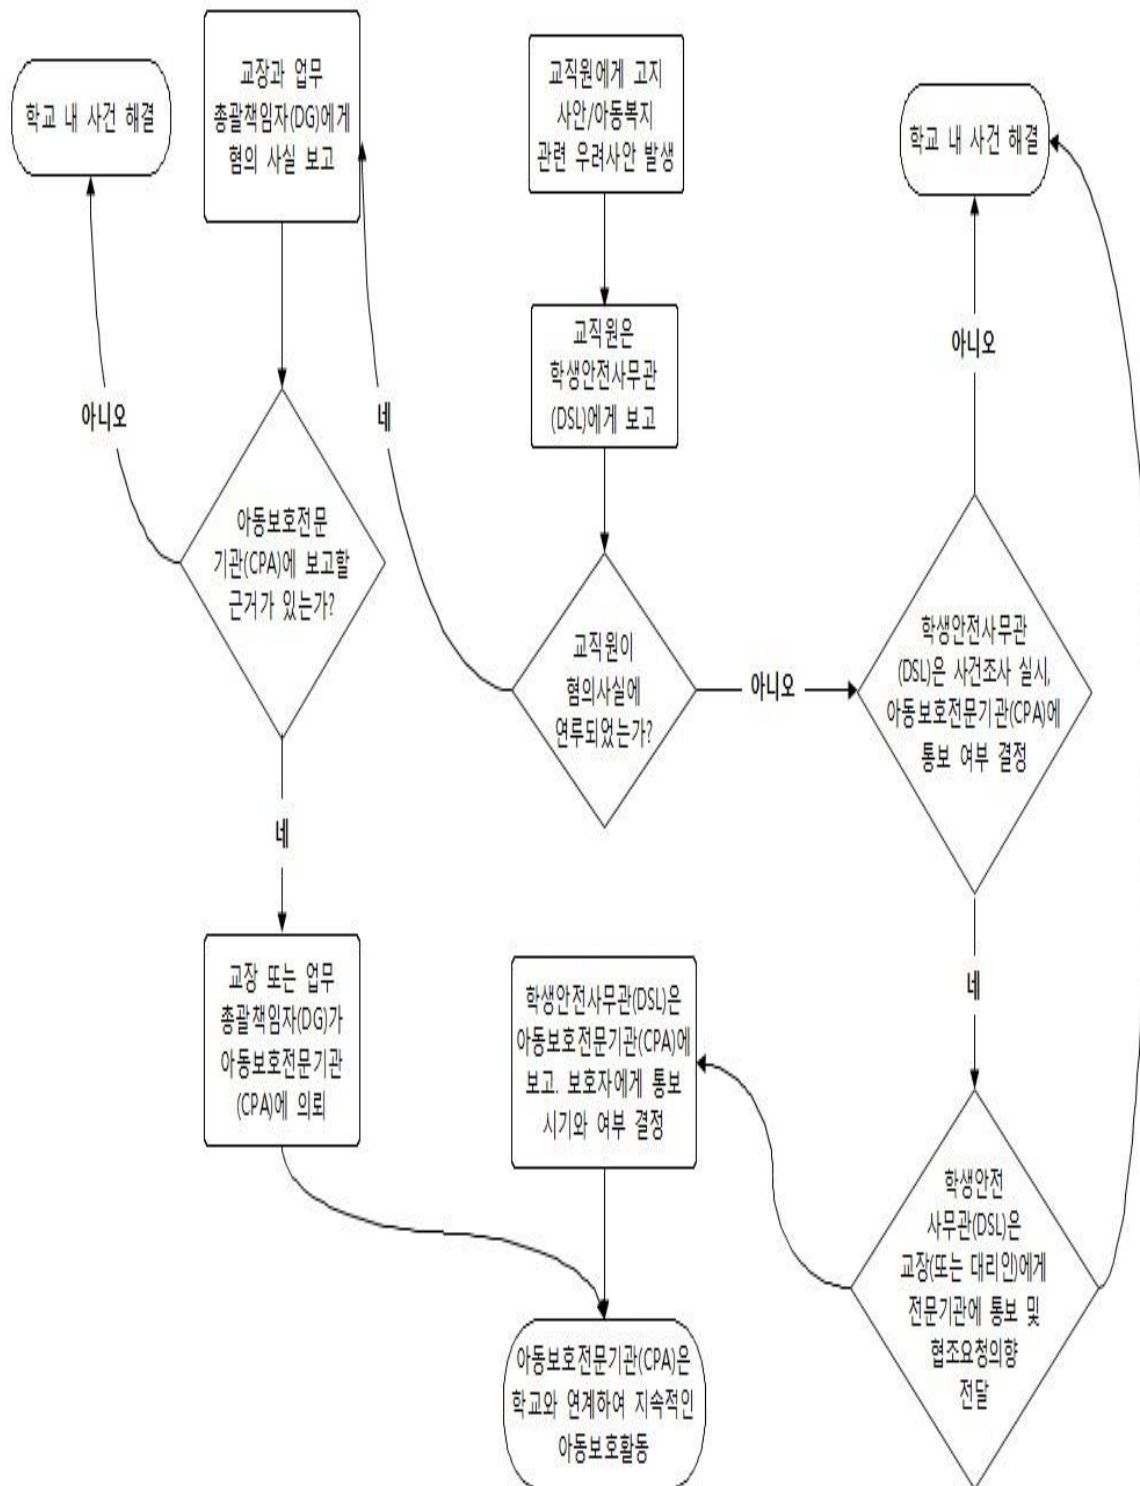 학교 내 사건 해결
교장과 업무
총괄책임자(DG)에게
혐의 사실 보고
교직원에게 고지
사안/아동복지
관련 우려사안 발생
학교 내 사건 해결
교직원은
학생안전사무관
(DSL)에게 보고
아니오
네
아니오
아동보호전문
기관(CPA)에 보고할
근거가 있는가?
교직원이
혐의사실에
연루되었는가?
아니오
학생안전사무관
(DSL)은 사건조사 실시,
아동보호전문기관(CPA)에
통보 여부 결정
네
네
교장 또는 업무
총괄책임자(DG)가
아동보호전문기관
(CPA)에 의뢰
학생안전사무관(DSL)은
아동보호전문기관(CPA)에
보고. 보호자에게 통보
시기와 여부 결정
학생안전
사무관(DSL)은
교장(또는 대리인)에게
전문기관에 통보 및
협조요청의향
전달
아동보호전문기관(CPA)은
학교와 연계하여 지속적인
아동보호활동